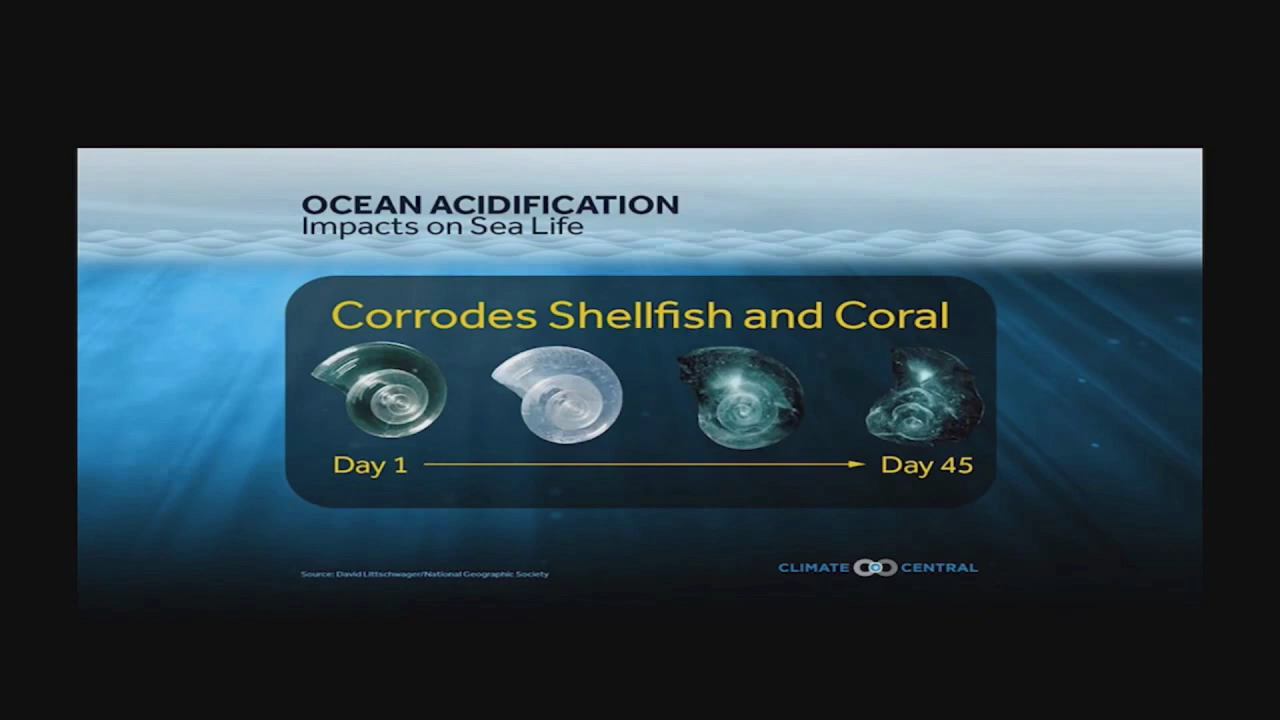 OCEAN ACIDIFICATION
Impacts on Sea Life
Corrodes Shellfish and Coral
Day 1
Day 45
Source: David Littschwager/National Geographic Society
CLIMATE CENTRAL